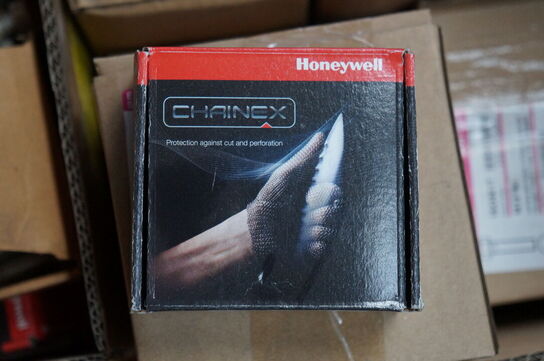 Honeywell
CHAINEX
Protection against cut and perforation